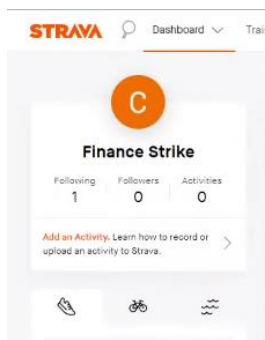 STRAVA Dashboard Trai
C
Finance Strike
Following Followers Activities
1 0 0
Add an Activity. Learn how to record or
upload an activity to Strava.